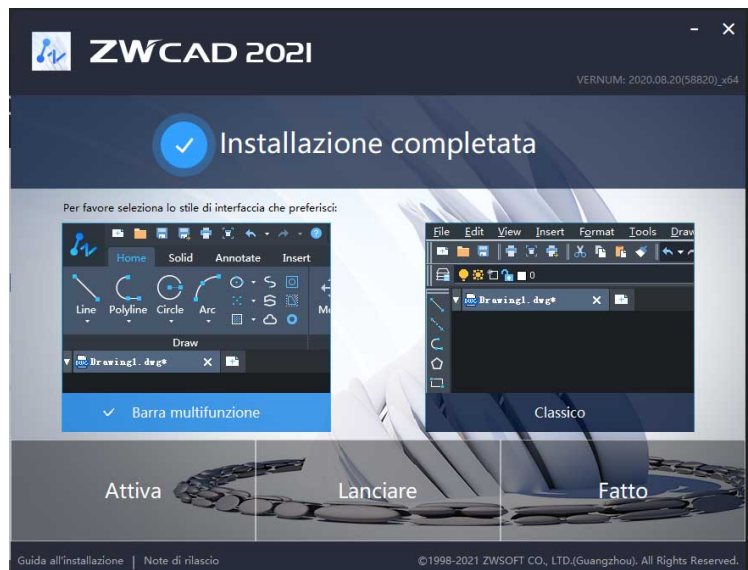 ZWCAD 2021
VERNUM: 2020.08.20(58820)_x64
Installazione completata
Per favore seleziona lo stile di interfaccia che preferisci:
Home Solid Annotate Insert
Line Polyline Circle Arc
Draw
Drawing1.dwg*
Barra multifunzione
File Edit View Insert Format Tools Draw
0
Drawing1.dwg*
Classico
Attiva Lanciare Fatto
Guida all'installazione | Note di rilascio
©1998-2021 ZWSOFT CO., LTD.(Guangzhou). All Rights Reserved.